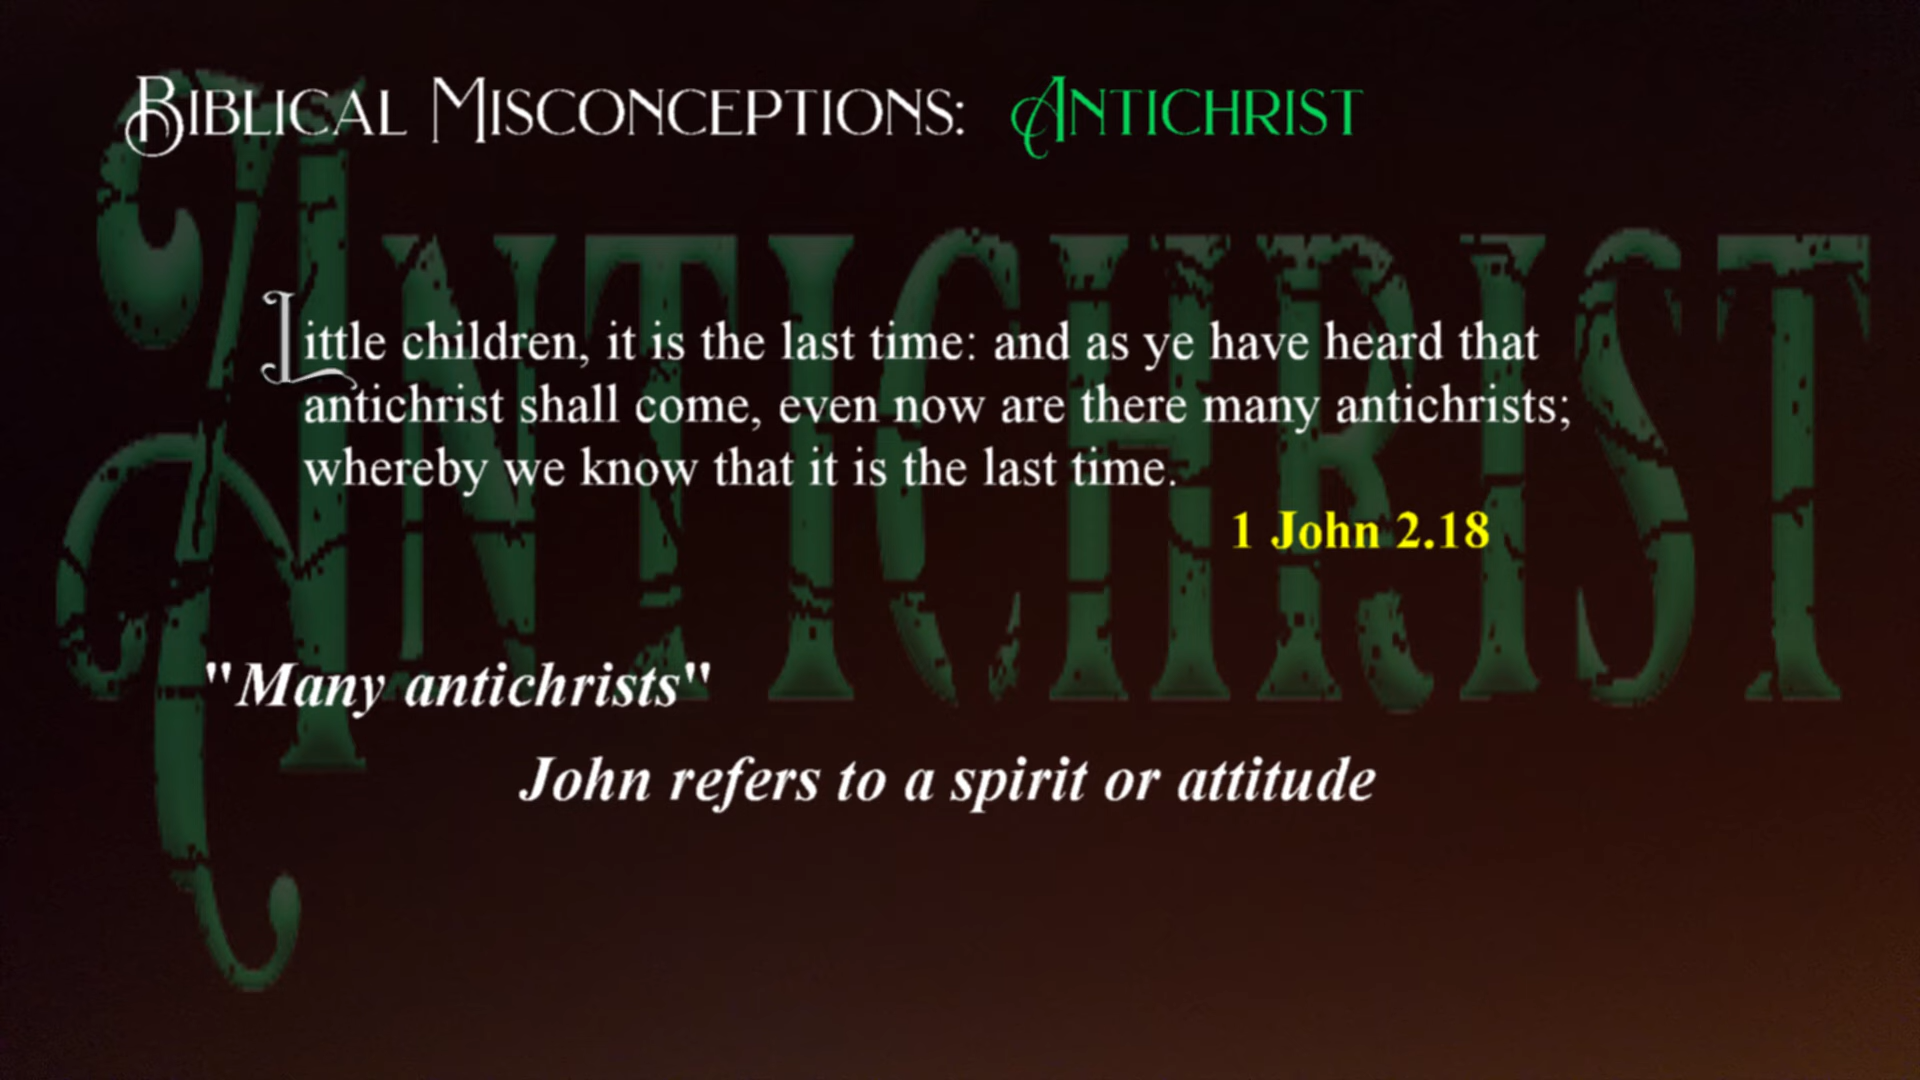 Biblical Misconceptions: Antichrist
Antichrist
Little children, it is the last time: and as ye have heard that
antichrist shall come, even now are there many antichrists;
whereby we know that it is the last time.
1 John 2.18
"Many antichrists"
John refers to a spirit or attitude